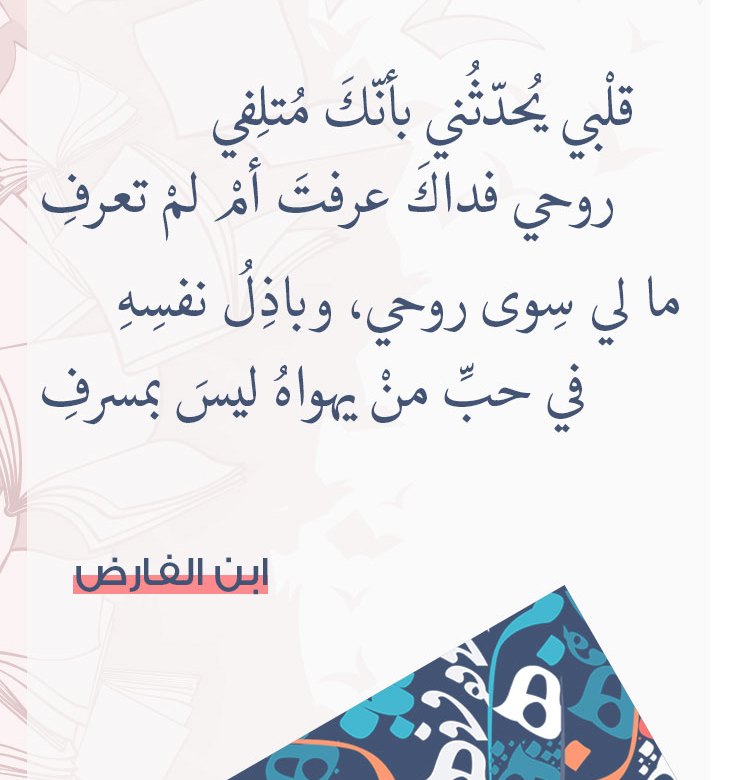 قلْبي يُحدّثُني بأنّكَ مُتلِفي
روحي فداكَ عرفتَ أمْ لمْ تعرفِ
ما لي سِوى روحي، وباذِلُ نفسِهِ
في حبِّ منْ يهواهُ ليسَ بمسرفِ
ابن الفارض